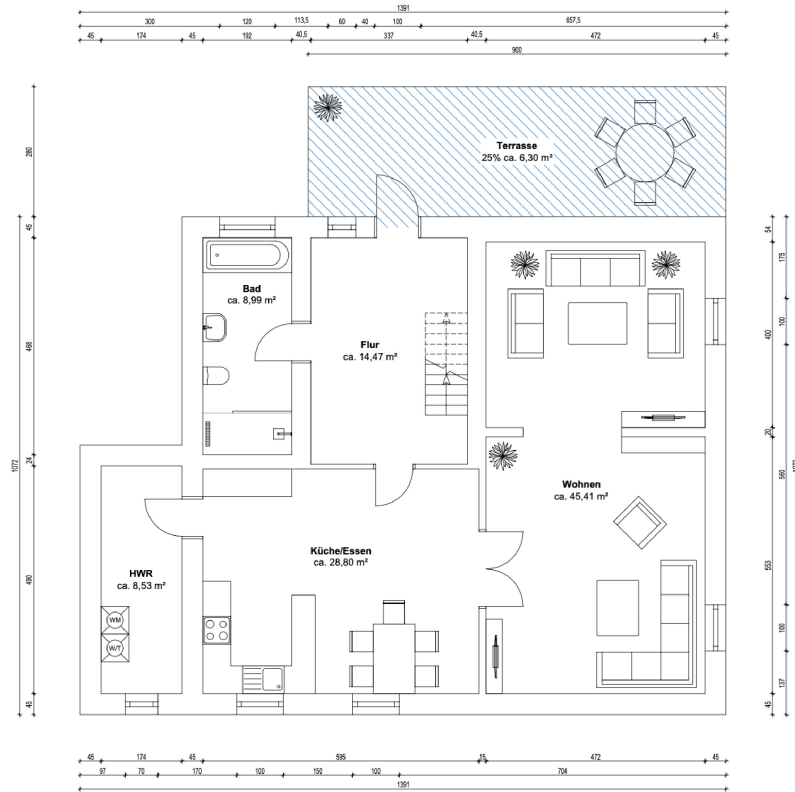 1391
300 120 113,5 60 40 100 657,5
45 174 45 192 40,5 337 40,5 472 45
900
280
Terrasse
25% ca. 6,30 m²
45
54
175
Bad
ca. 8,99 m²
100
400
468
Flur
ca. 14,47 m²
20
24
1072
560
Wohnen
ca. 45,41 m²
Küche/Essen
ca. 28,80 m²
HWR
ca. 8,53 m²
490
553
WM
W/T
100
137
45
45
45 174 45 595 15 472 45
97 70 170 100 150 100 704
1391